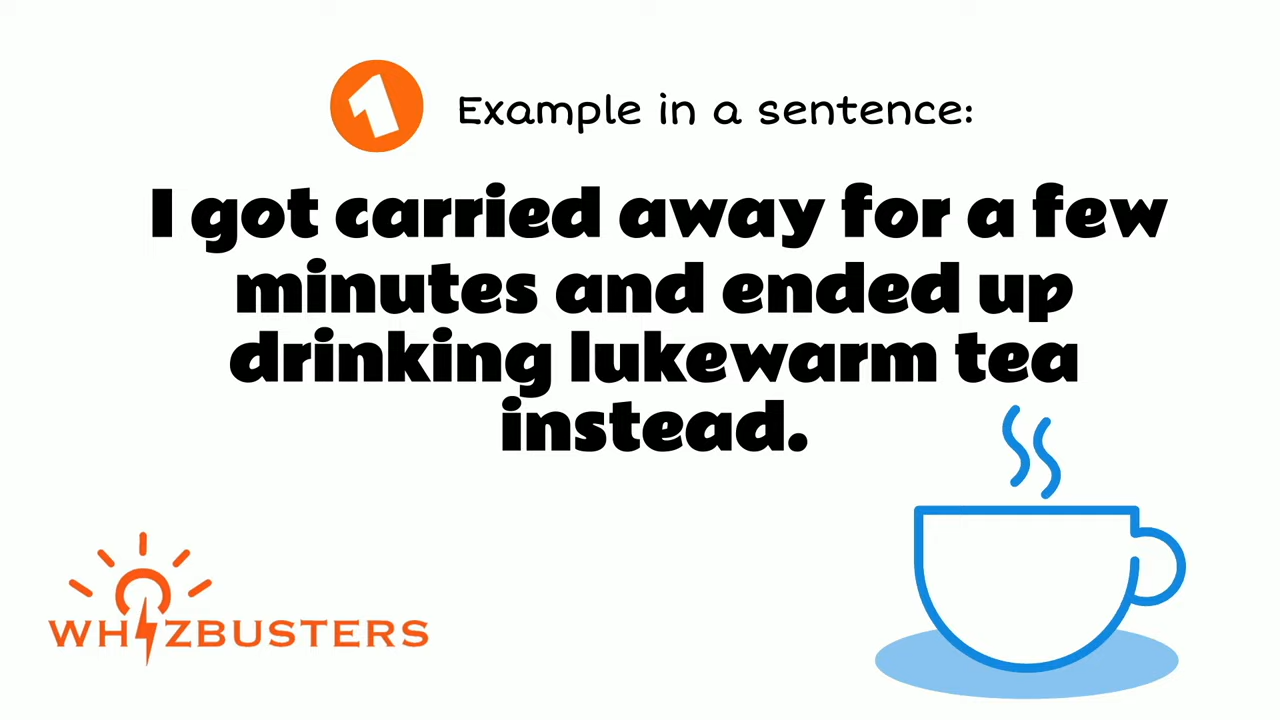 1 Example in a sentence:
I got carried away for a few
minutes and ended up
drinking lukewarm tea
instead.
WHIZBUSTERS